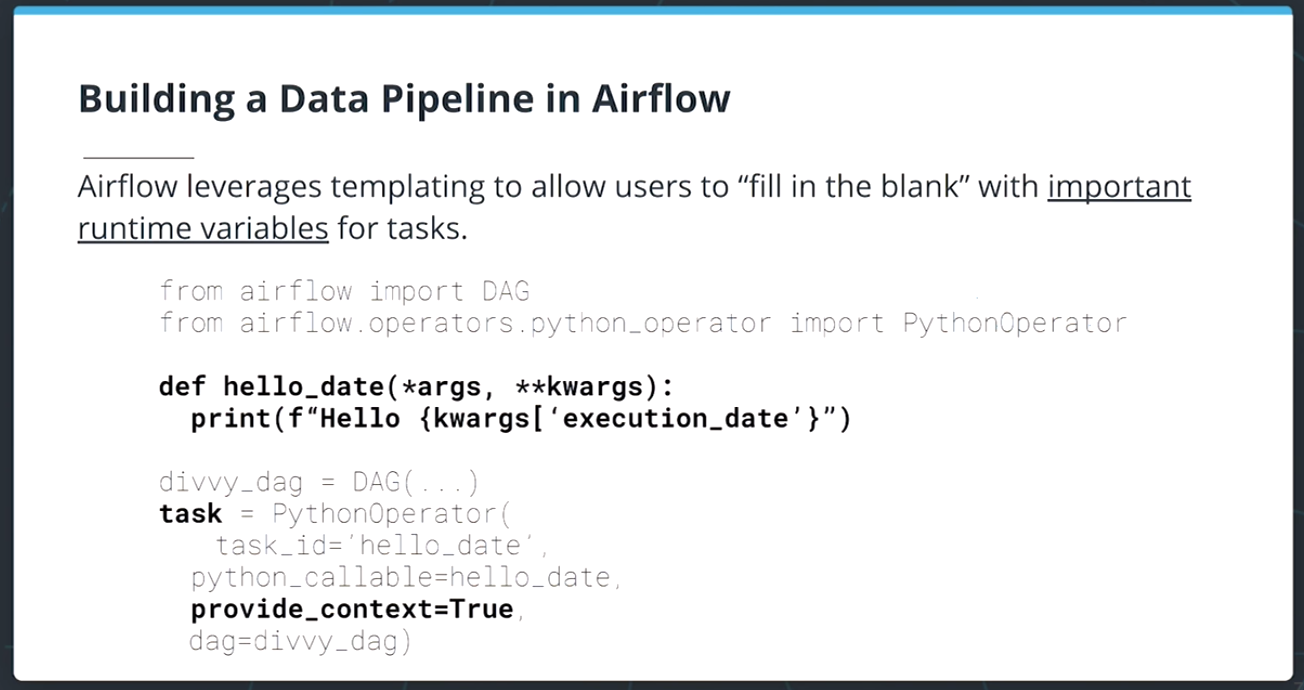 Building a Data Pipeline in Airflow
Airflow leverages templating to allow users to “fill in the blank” with important
runtime variables for tasks.
from airflow import DAG
from airflow.operators.python_operator import PythonOperator
def hello_date(*args, **kwargs):
print(f“Hello {kwargs[‘execution_date’}”)
divvy_dag = DAG(...)
task = PythonOperator(
task_id=’hello_date‘,
python_callable=hello_date,
provide_context=True,
dag=divvy_dag)